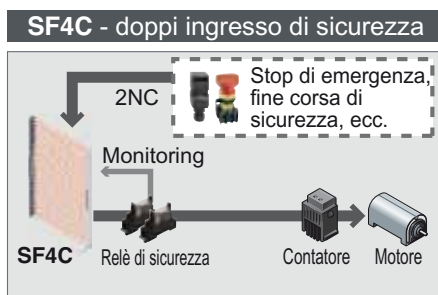 SF4C - doppi ingresso di sicurezza
2NC
Stop di emergenza,
fine corsa di
sicurezza, ecc.
Monitoring
SF4C
Relè di sicurezza
Contatore
Motore